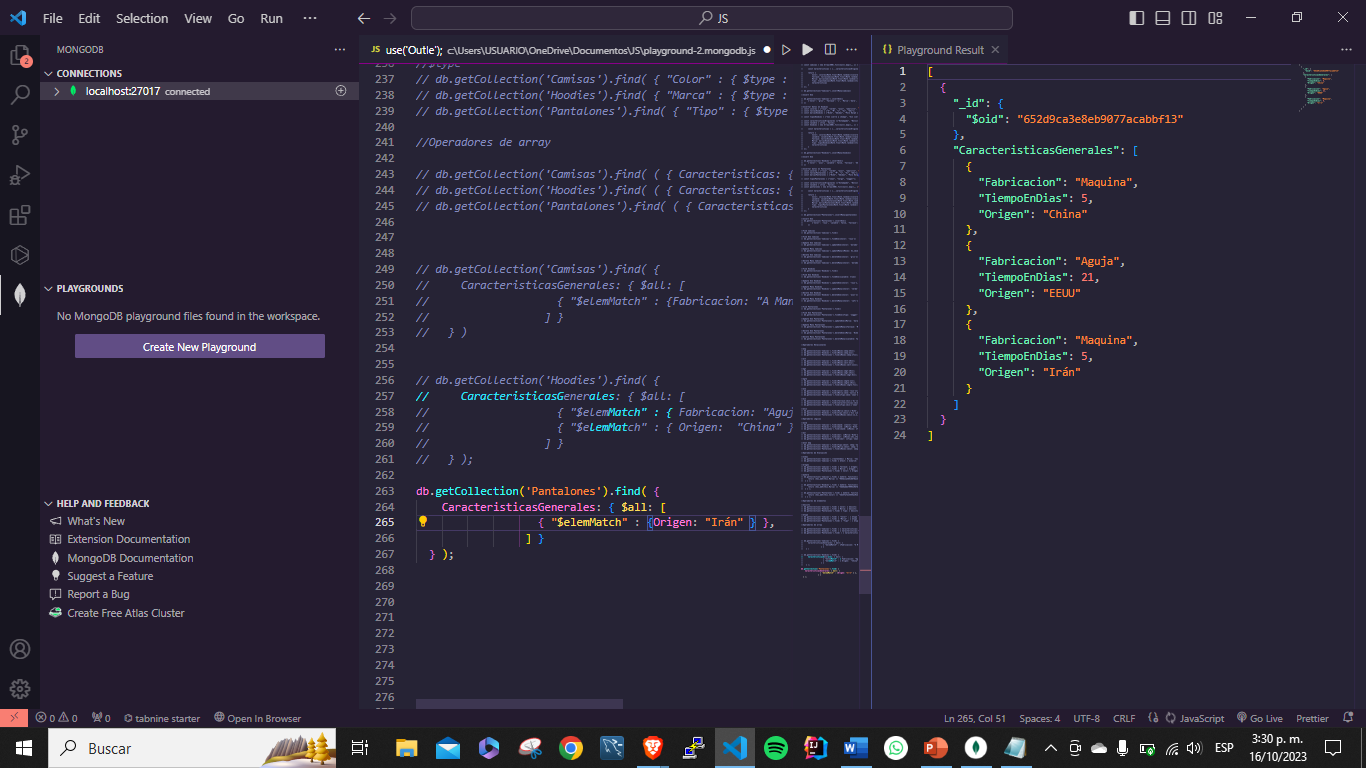 File Edit Selection View Go Run ···
JS
MONGODB ···
CONNECTIONS
localhost:27017 connected
PLAYGROUNDS
No MongoDB playground files found in the workspace.
Create New Playground
HELP AND FEEDBACK
What's New
Extension Documentation
MongoDB Documentation
Suggest a Feature
Report a Bug
Create Free Atlas Cluster
2
JS use('Outle'); c:\Users\USUARIO\OneDrive\Documentos\JS\playground-2.mongodb.js
236 //$type
237 // db.getCollection('Camisas').find( { "Color" : { $type :
238 // db.getCollection('Hoodies').find( { "Marca" : { $type :
239 // db.getCollection('Pantalones').find( { "Tipo" : { $type
240
241 //Operadores de array
242
243 // db.getCollection('Camisas').find( ( { Caracteristicas: {
244 // db.getCollection('Hoodies').find( ( { Caracteristicas: {
245 // db.getCollection('Pantalones').find( ( { Caracteristicas
246
247
248
249 // db.getCollection('Camisas').find( {
250 // CaracteristicasGenerales: { $all: [
251 // { "$elemMatch" : {Fabricacion: "A Man
252 // ] }
253 // } )
254
255
256 // db.getCollection('Hoodies').find( {
257 // CaracteristicasGenerales: { $all: [
258 // { "$elemMatch" : { Fabricacion: "Aguj
259 // { "$elemMatch" : { Origen: "China" }
260 // ] }
261 // } );
262
263 db.getCollection('Pantalones').find( {
264 CaracteristicasGenerales: { $all: [
265 { "$elemMatch" : {Origen: "Irán" } },
266 ] }
267 } );
268
269
270
271
272
273
274
275
276
Playground Result
1 [
2 {
3 "_id": {
4 "$oid": "652d9ca3e8eb9077acabbf13"
5 },
6 "CaracteristicasGenerales": [
7 {
8 "Fabricacion": "Maquina",
9 "TiempoEnDias": 5,
10 "Origen": "China"
11 },
12 {
13 "Fabricacion": "Aguja",
14 "TiempoEnDias": 21,
15 "Origen": "EEUU"
16 },
17 {
18 "Fabricacion": "Maquina",
19 "TiempoEnDias": 5,
20 "Origen": "Irán"
21 }
22 ]
23 }
24 ]
0 0 0 tabnine starter Open In Browser
Ln 265, Col 51 Spaces: 4 UTF-8 CRLF JavaScript Go Live Prettier
Buscar
ESP
3:30 p. m.
16/10/2023